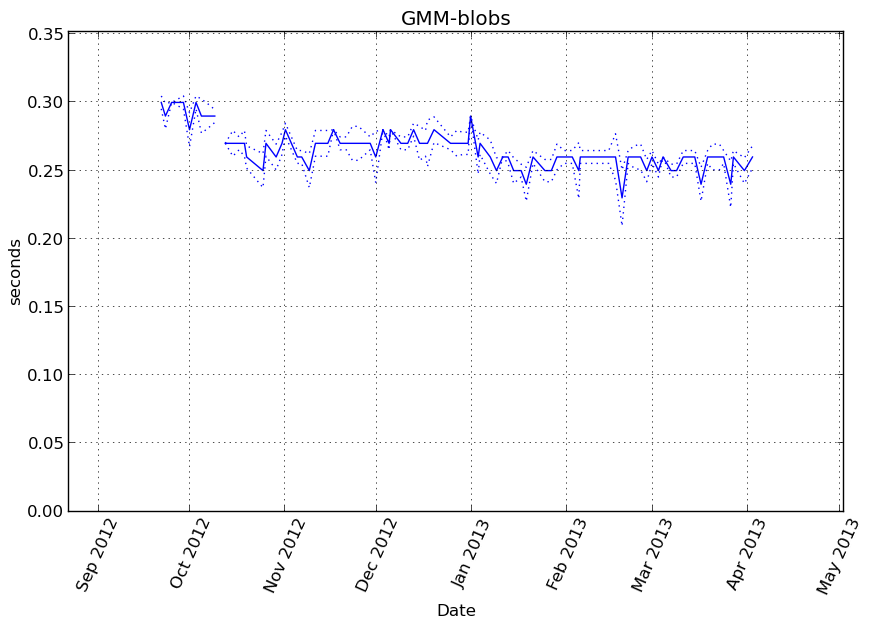 GMM-blobs
0.35
0.30
0.25
0.20
0.15
0.10
0.05
0.00
seconds
Sep 2012
Oct 2012
Nov 2012
Dec 2012
Jan 2013
Feb 2013
Mar 2013
Apr 2013
May 2013
Date